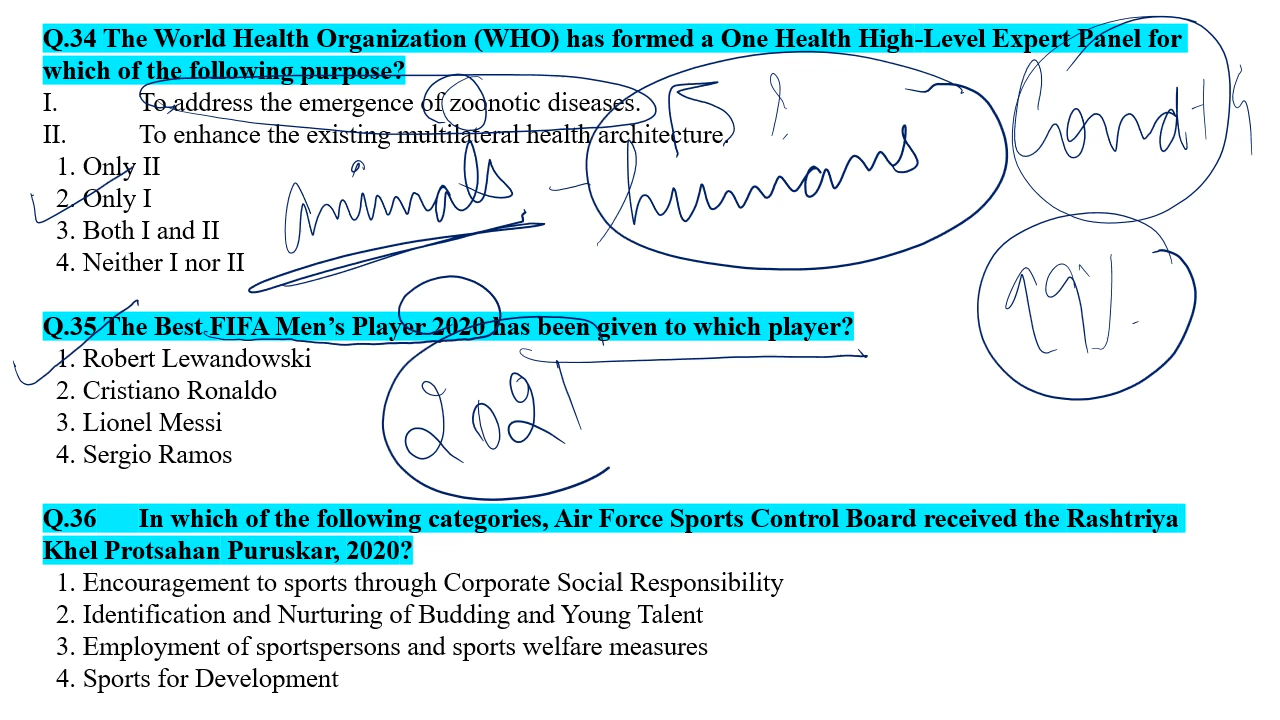 Q.34 The World Health Organization (WHO) has formed a One Health High-Level Expert Panel for
which of the following purpose?
I. To address the emergence of zoonotic diseases.
II. To enhance the existing multilateral health architecture.
1. Only II
2. Only I
3. Both I and II
4. Neither I nor II
animals
humans
Q.35 The Best FIFA Men's Player 2020 has been given to which player?
1. Robert Lewandowski
2. Cristiano Ronaldo
3. Lionel Messi
4. Sergio Ramos
2021
Q.36 In which of the following categories, Air Force Sports Control Board received the Rashtriya
Khel Protsahan Puruskar, 2020?
1. Encouragement to sports through Corporate Social Responsibility
2. Identification and Nurturing of Budding and Young Talent
3. Employment of sportspersons and sports welfare measures
4. Sports for Development